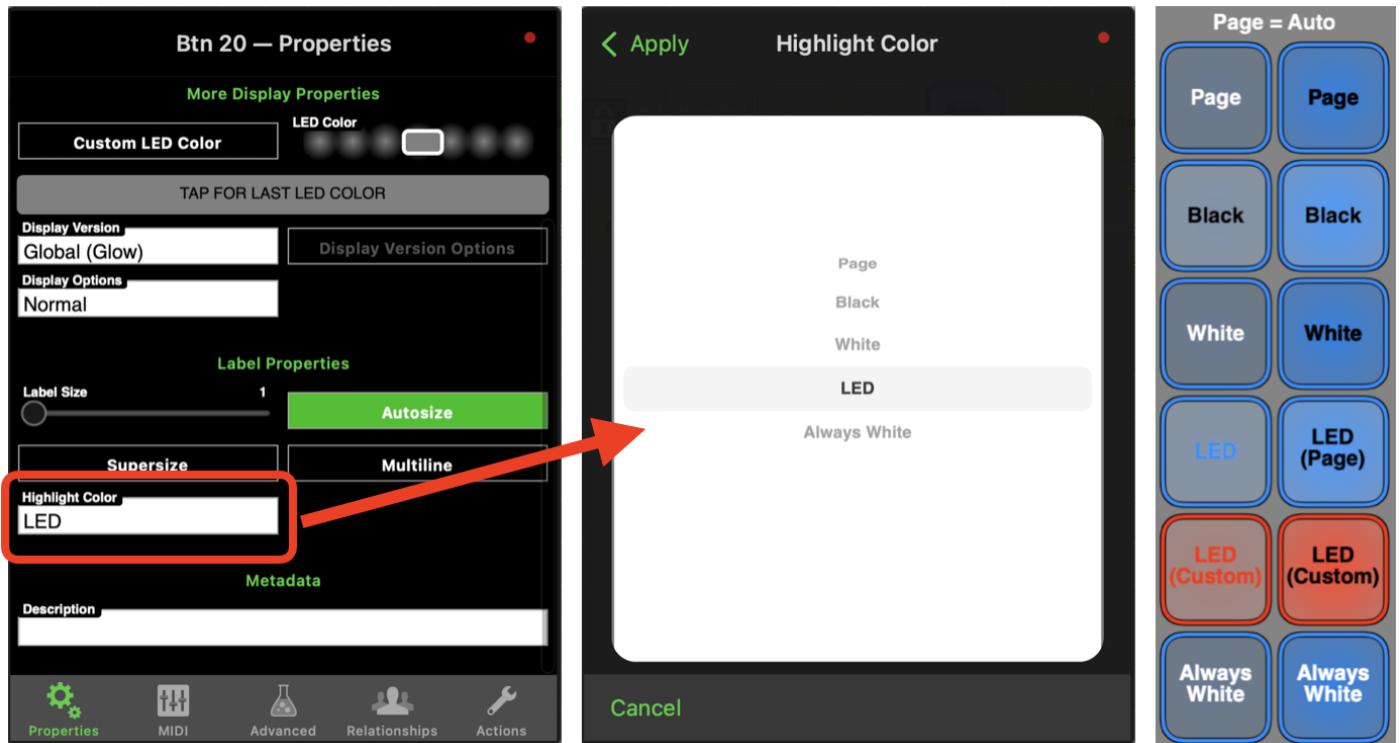 Btn 20 — Properties
More Display Properties
Custom LED Color
LED Color
TAP FOR LAST LED COLOR
Display Version
Global (Glow)
Display Version Options
Display Options
Normal
Label Properties
Label Size
1
Autosize
Supersize
Multiline
Highlight Color
LED
Metadata
Description
Properties
MIDI
Advanced
Relationships
Actions
Apply
Highlight Color
Page
Black
White
LED
Always White
Cancel
Page = Auto
Page
Page
Black
Black
White
White
LED
LED
(Page)
LED
(Custom)
LED
(Custom)
Always
White
Always
White